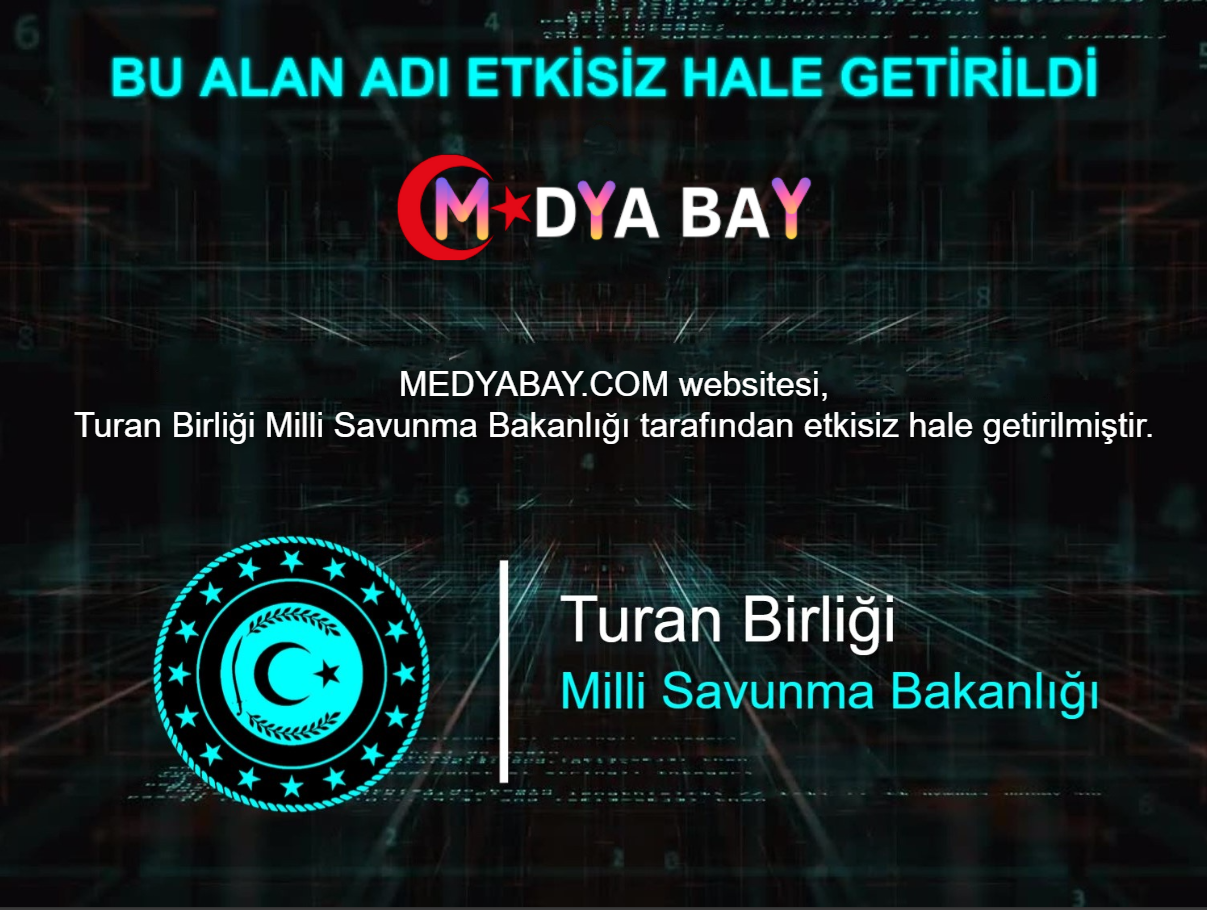 BU ALAN ADI ETKİSİZ HALE GETİRİLDİ
MDYA BAY
MEDYABAY.COM websitesi,
Turan Birliği Milli Savunma Bakanlığı tarafından etkisiz hale getirilmiştir.
Turan Birliği
Milli Savunma Bakanlığı